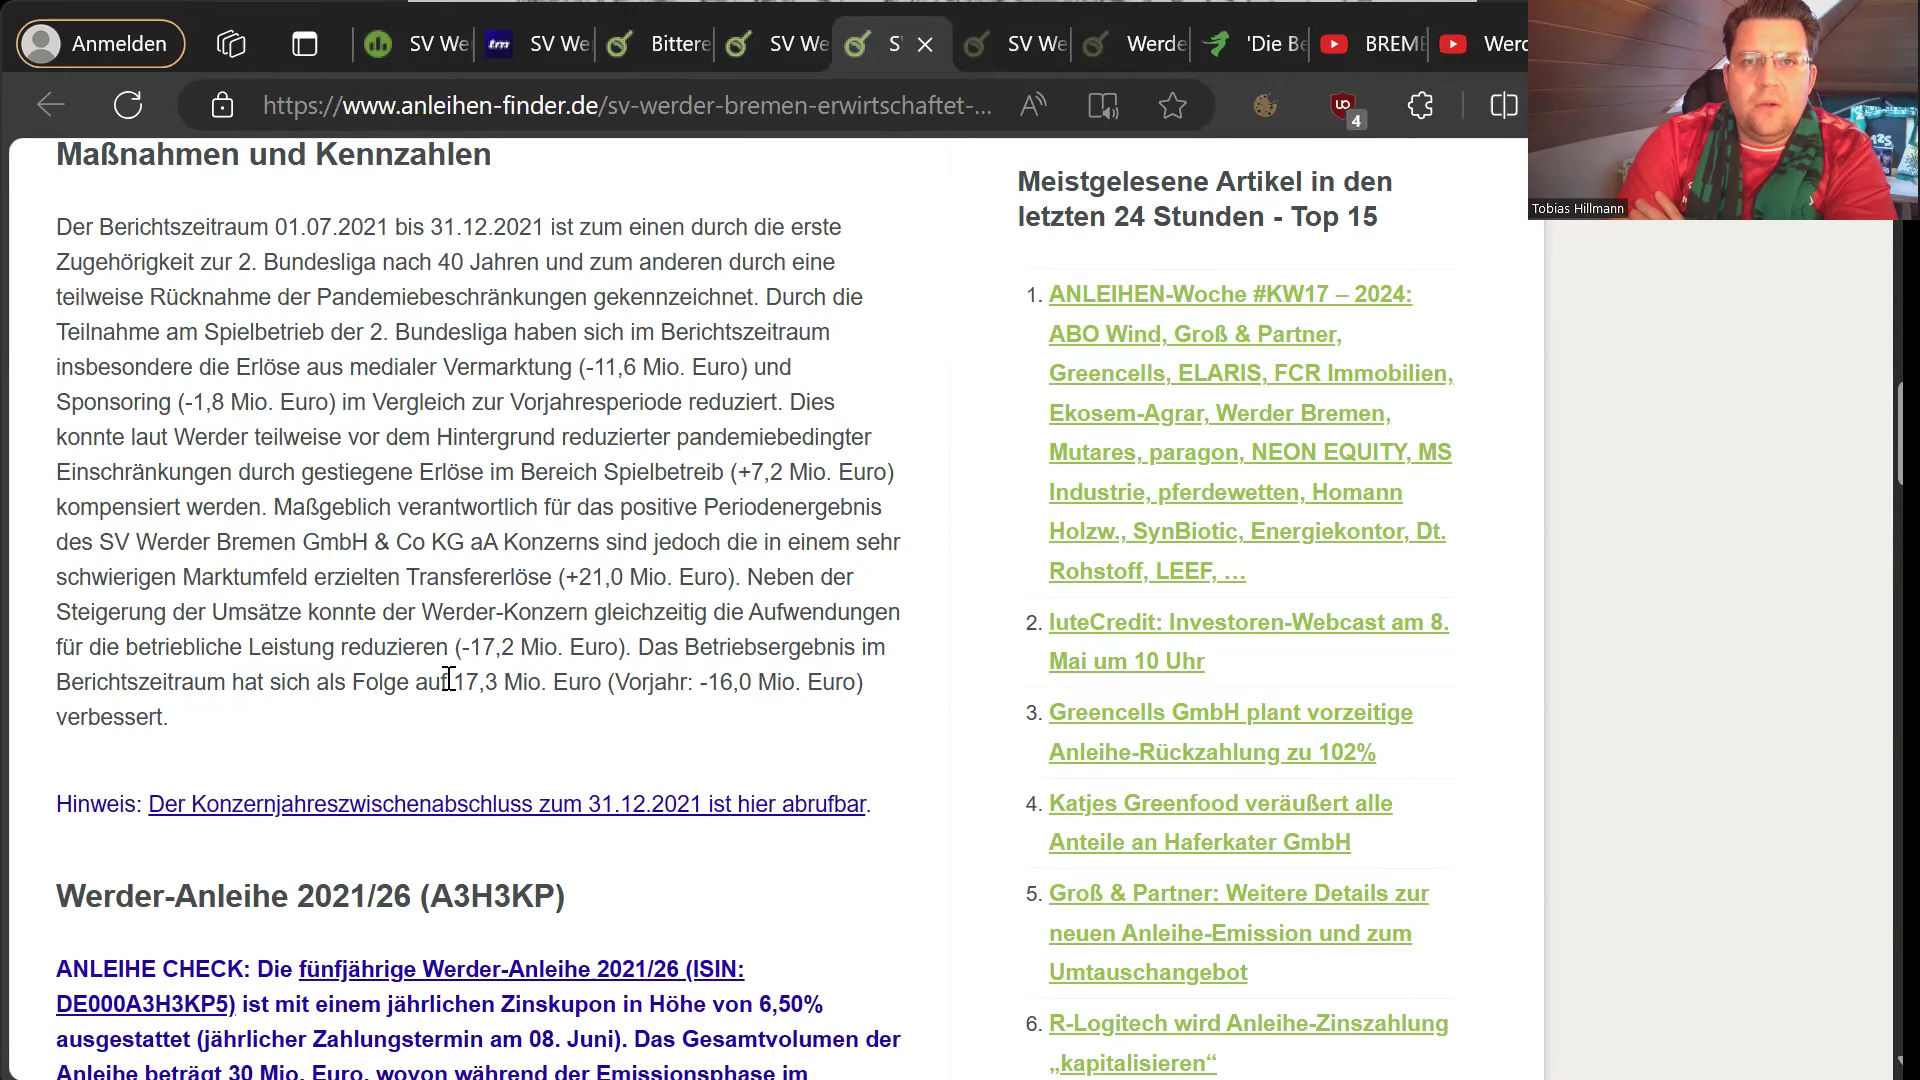 Anmelden
SV We
tm
SV We
Bittere
SV We
S
SV We
Werde
'Die Be
BREM
Werd
https://www.anleihen-finder.de/sv-werder-bremen-erwirtschaftet-...
4
Maßnahmen und Kennzahlen
Der Berichtszeitraum 01.07.2021 bis 31.12.2021 ist zum einen durch die erste
Zugehörigkeit zur 2. Bundesliga nach 40 Jahren und zum anderen durch eine
teilweise Rücknahme der Pandemiebeschränkungen gekennzeichnet. Durch die
Teilnahme am Spielbetrieb der 2. Bundesliga haben sich im Berichtszeitraum
insbesondere die Erlöse aus medialer Vermarktung (-11,6 Mio. Euro) und
Sponsoring (-1,8 Mio. Euro) im Vergleich zur Vorjahresperiode reduziert. Dies
konnte laut Werder teilweise vor dem Hintergrund reduzierter pandemiebedingter
Einschränkungen durch gestiegene Erlöse im Bereich Spielbetreib (+7,2 Mio. Euro)
kompensiert werden. Maßgeblich verantwortlich für das positive Periodenergebnis
des SV Werder Bremen GmbH & Co KG aA Konzerns sind jedoch die in einem sehr
schwierigen Marktumfeld erzielten Transfererlöse (+21,0 Mio. Euro). Neben der
Steigerung der Umsätze konnte der Werder-Konzern gleichzeitig die Aufwendungen
für die betriebliche Leistung reduzieren (-17,2 Mio. Euro). Das Betriebsergebnis im
Berichtszeitraum hat sich als Folge auf 17,3 Mio. Euro (Vorjahr: -16,0 Mio. Euro)
verbessert.
Hinweis: Der Konzernjahreszwischenabschluss zum 31.12.2021 ist hier abrufbar.
Werder-Anleihe 2021/26 (A3H3KP)
ANLEIHE CHECK: Die fünfjährige Werder-Anleihe 2021/26 (ISIN:
DE000A3H3KP5) ist mit einem jährlichen Zinskupon in Höhe von 6,50%
ausgestattet (jährlicher Zahlungstermin am 08. Juni). Das Gesamtvolumen der
Anleihe beträgt 30 Mio. Euro, wovon während der Emissionsphase im
Meistgelesene Artikel in den
letzten 24 Stunden - Top 15
1. ANLEIHEN-Woche #KW17 – 2024:
ABO Wind, Groß & Partner,
Greencells, ELARIS, FCR Immobilien,
Ekosem-Agrar, Werder Bremen,
Mutares, paragon, NEON EQUITY, MS
Industrie, pferdewetten, Homann
Holzw., SynBiotic, Energiekontor, Dt.
Rohstoff, LEEF, …
2. IuteCredit: Investoren-Webcast am 8.
Mai um 10 Uhr
3. Greencells GmbH plant vorzeitige
Anleihe-Rückzahlung zu 102%
4. Katjes Greenfood veräußert alle
Anteile an Haferkater GmbH
5. Groß & Partner: Weitere Details zur
neuen Anleihe-Emission und zum
Umtauschangebot
6. R-Logitech wird Anleihe-Zinszahlung
„kapitalisieren“
Tobias Hillmann